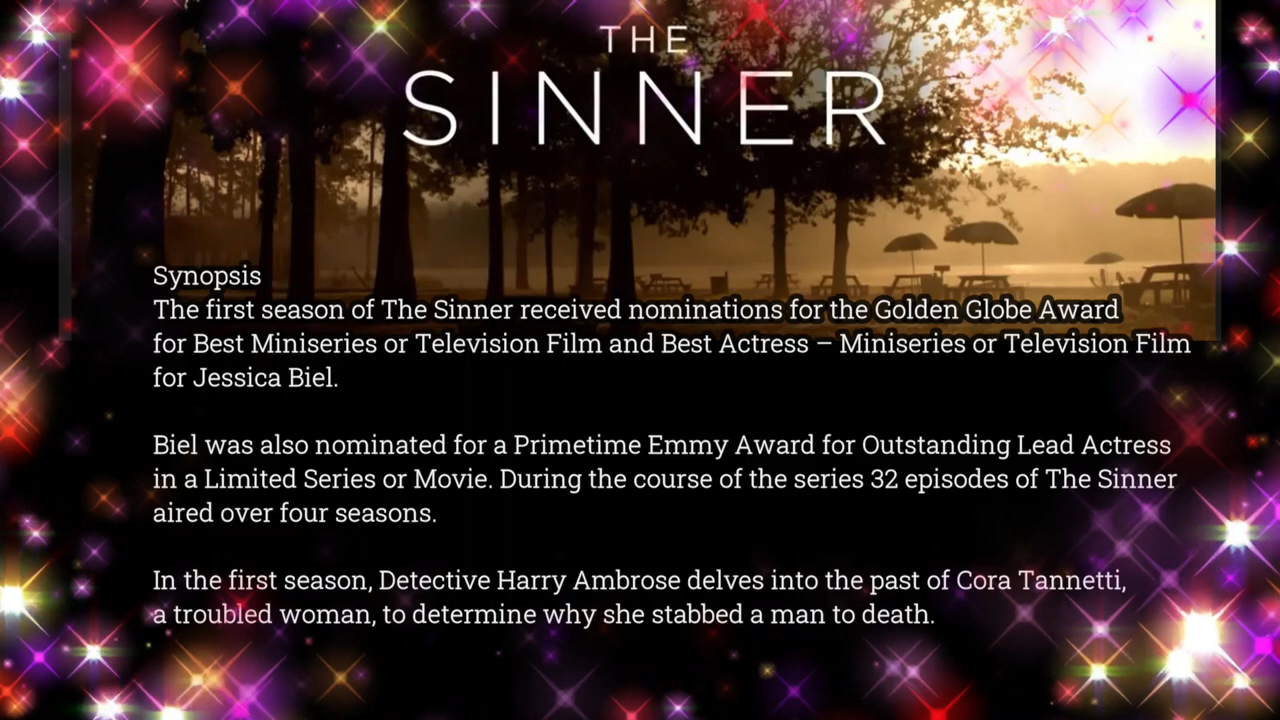 THE
SINNER
Synopsis
The first season of The Sinner received nominations for the Golden Globe Award
for Best Miniseries or Television Film and Best Actress – Miniseries or Television Film
for Jessica Biel.
Biel was also nominated for a Primetime Emmy Award for Outstanding Lead Actress
in a Limited Series or Movie. During the course of the series 32 episodes of The Sinner
aired over four seasons.
In the first season, Detective Harry Ambrose delves into the past of Cora Tannetti,
a troubled woman, to determine why she stabbed a man to death.